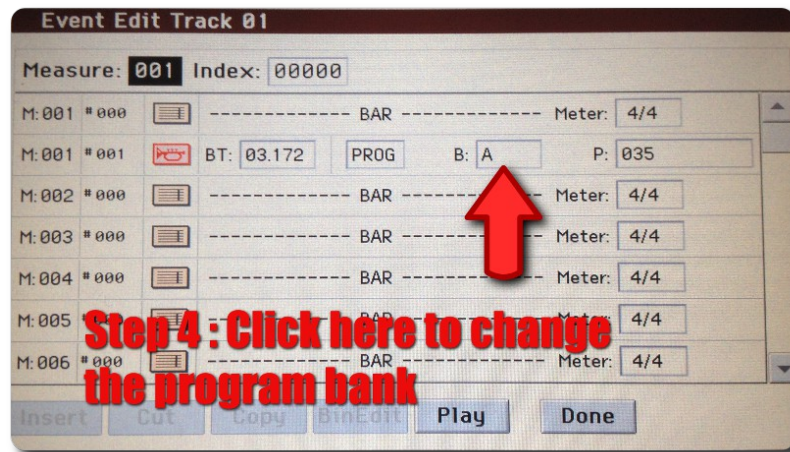 Event Edit Track 01
Measure: 001 Index: 00000
M:001 #000 -------------- BAR -------------- Meter: 4/4
M:001 #001 BT: 03.172 PROG B: A P: 035
M:002 #000 -------------- BAR -------------- Meter: 4/4
M:003 #000 -------------- BAR -------------- Meter: 4/4
M:004 #000 -------------- BAR -------------- Meter: 4/4
M:005 #000 -------------- BAR -------------- Meter: 4/4
Step 4 : Click here to change
M:006 #000 -------------- BAR -------------- Meter: 4/4
the program bank
Insert Cut Copy BinEdit Play Done